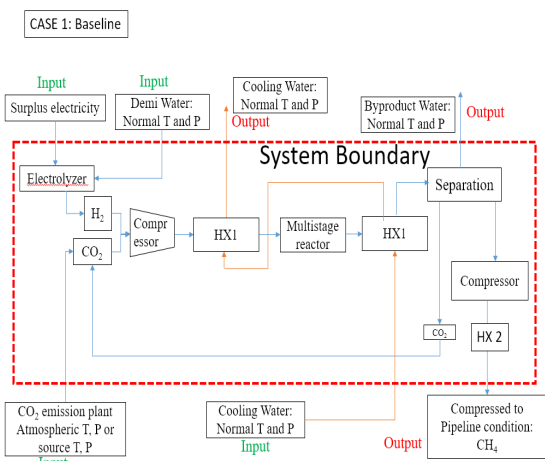 CASE 1: Baseline
Input
Input
Surplus electricity
Demi Water:
Normal T and P
Cooling Water:
Normal T and P
Output
Byproduct Water:
Normal T and P
Output
System Boundary
Electrolyzer
H2
CO2
Compr
essor
HX1
Multistage
reactor
HX1
Separation
Compressor
CO2
HX 2
CO2 emission plant
Atmospheric T, P or
source T, P
Input
Cooling Water:
Normal T and P
Input
Output
Compressed to
Pipeline condition:
CH4